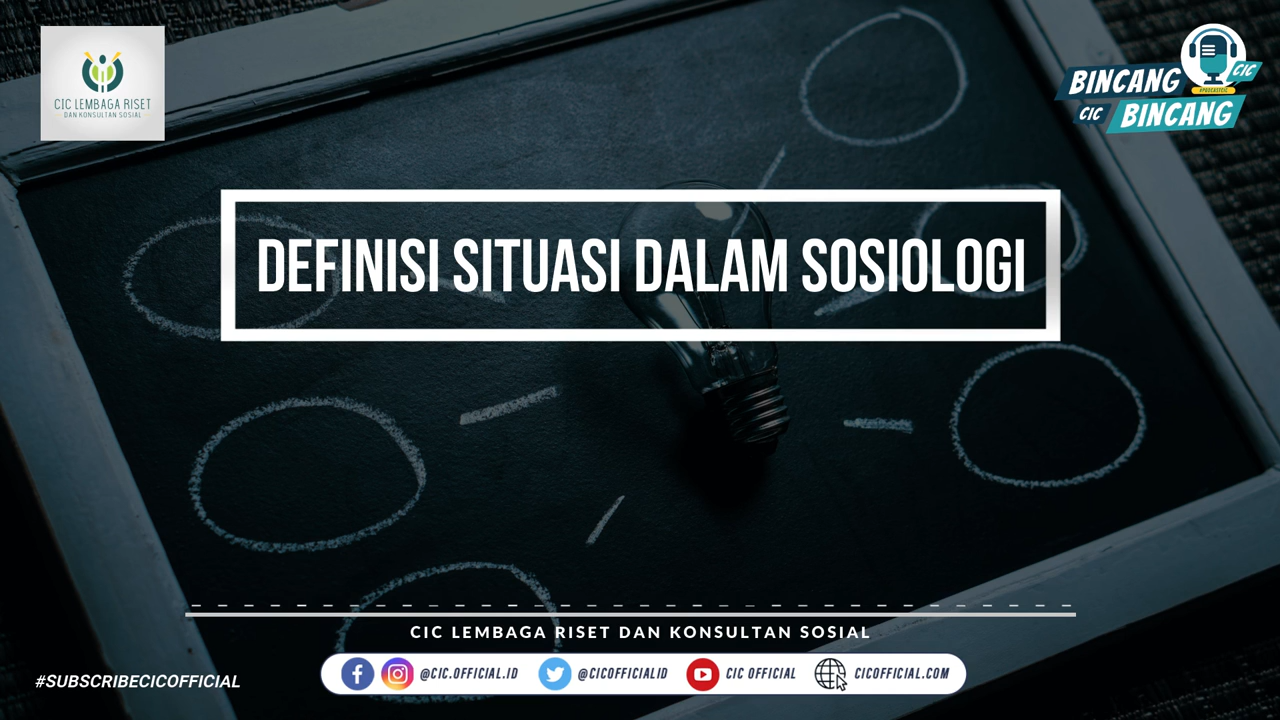 CIC LEMBAGA RISET
DAN KONSULTAN SOSIAL
BINCANG
CIC
#PODCASTCIC
CIC BINCANG
DEFINISI SITUASI DALAM SOSIOLOGI
CIC LEMBAGA RISET DAN KONSULTAN SOSIAL
#SUBSCRIBECICOFFICIAL
@CIC.OFFICIAL.ID @CICOFFICIALID CIC OFFICIAL CICOFFICIAL.COM